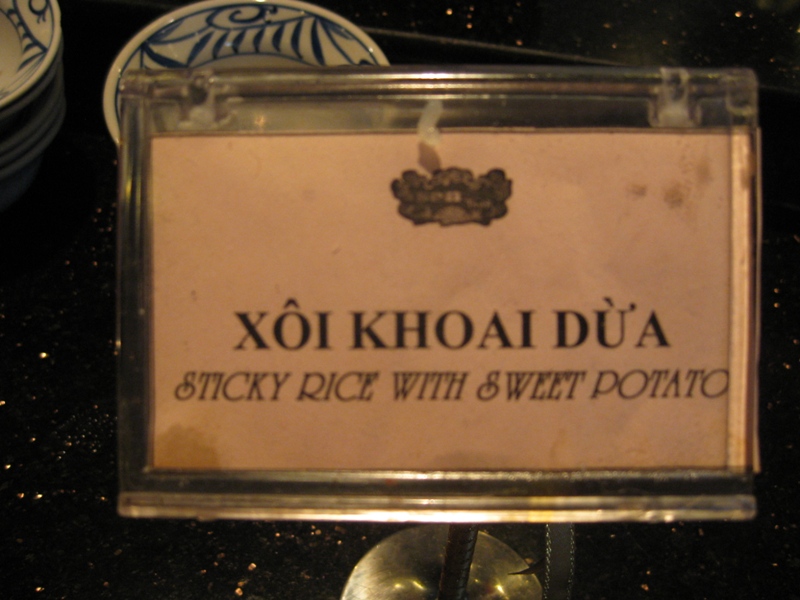 XÔI KHOAI DỪA
STICKY RICE WITH SWEET POTATO